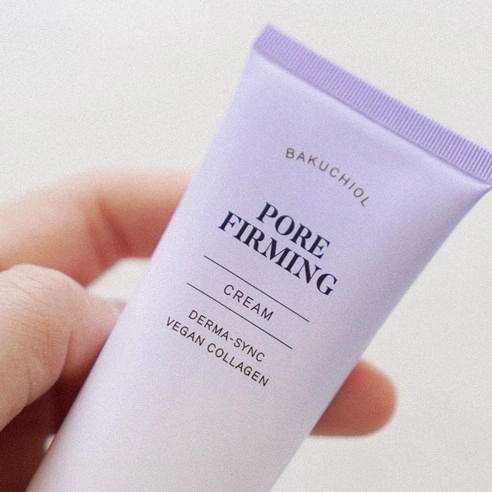 BAKUCHIOL
PORE
FIRMING
CREAM
DERMA-SYNC
VEGAN COLLAGEN